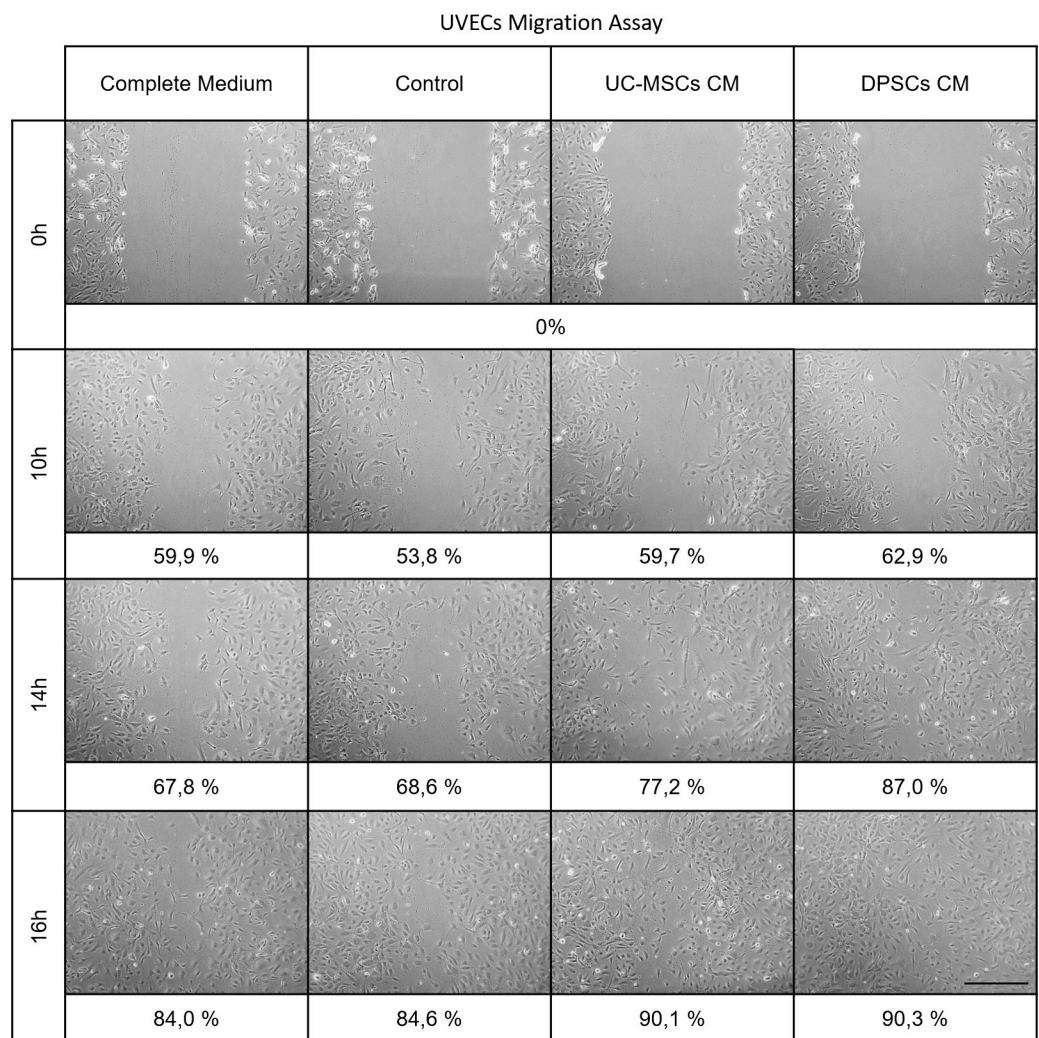 UVECs Migration Assay
Complete Medium Control UC-MSCs CM DPSCs CM
0h
0%
10h
59,9 % 53,8 % 59,7 % 62,9 %
14h
67,8 % 68,6 % 77,2 % 87,0 %
16h
84,0 % 84,6 % 90,1 % 90,3 %